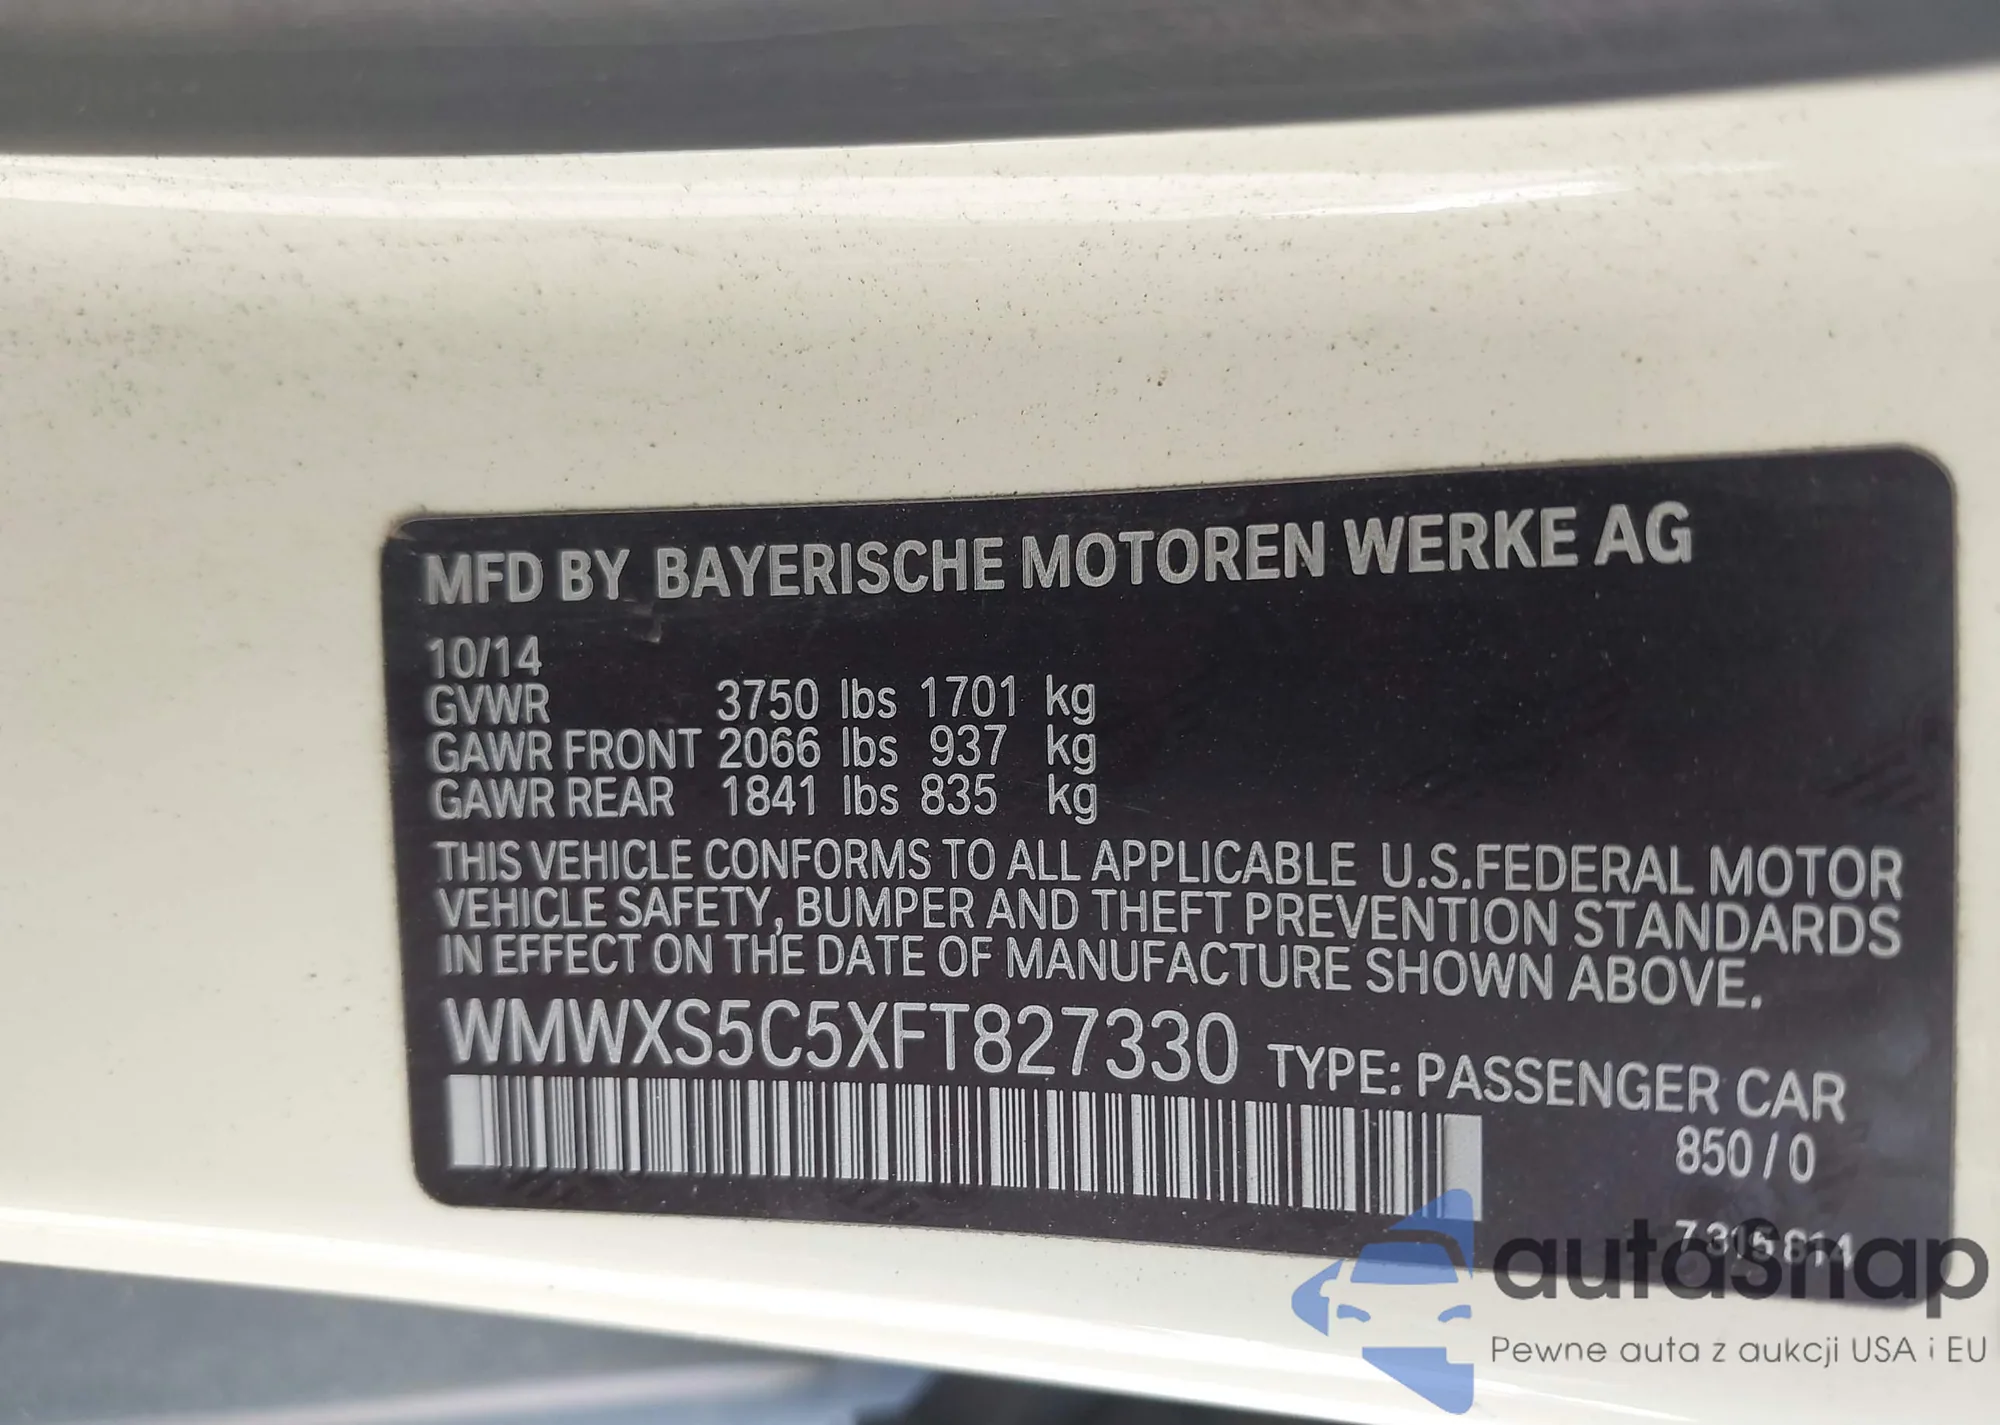 MFD BY BAYERISCHE MOTOREN WERKE AG
10/14
GVWR 3750 lbs 1701 kg
GAWR FRONT 2066 lbs 937 kg
GAWR REAR 1841 lbs 835 kg
THIS VEHICLE CONFORMS TO ALL APPLICABLE U.S.FEDERAL MOTOR
VEHICLE SAFETY, BUMPER AND THEFT PREVENTION STANDARDS
IN EFFECT ON THE DATE OF MANUFACTURE SHOWN ABOVE.
WMWXS5C5XFT827330 TYPE: PASSENGER CAR
850/0
autasnap
Pewne auta z aukcji USA i EU